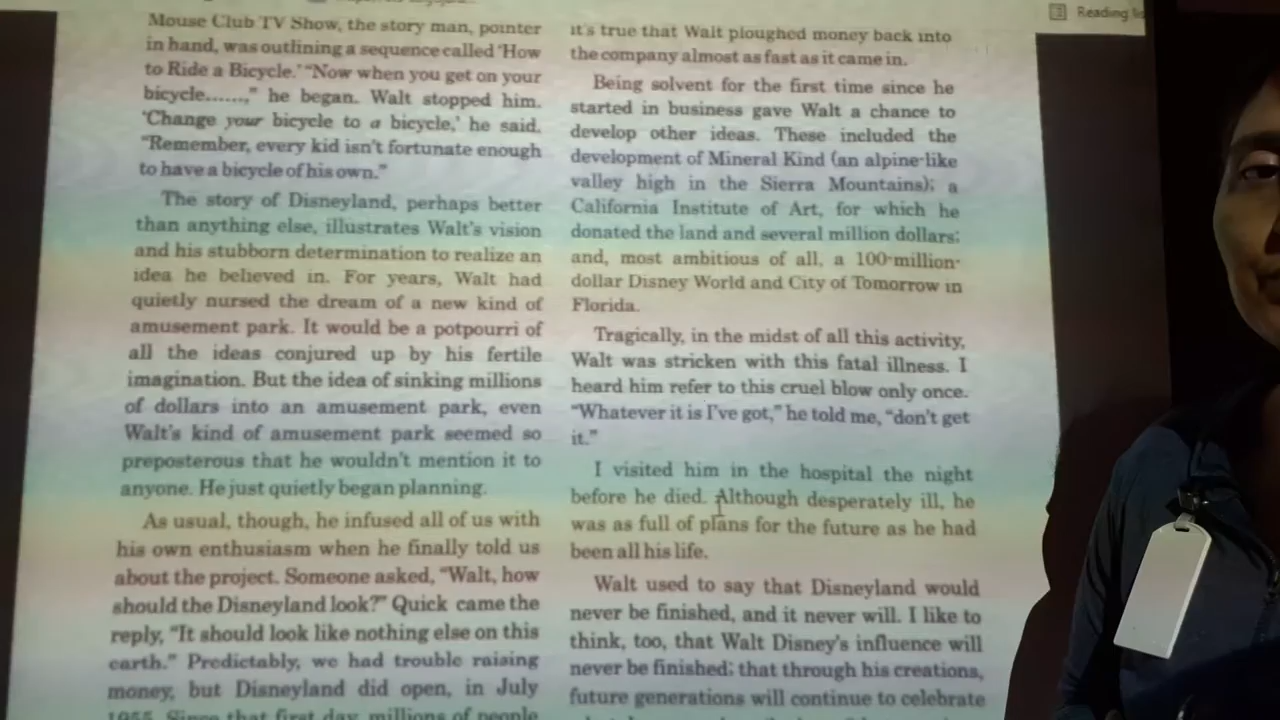 Reading
Mouse Club TV Show, the story man, pointer
in hand, was outlining a sequence called 'How
to Ride a Bicycle.' "Now when you get on your
bicycle......," he began. Walt stopped him.
'Change your bicycle to a bicycle,' he said.
"Remember, every kid isn't fortunate enough
to have a bicycle of his own."
The story of Disneyland, perhaps better
than anything else, illustrates Walt's vision
and his stubborn determination to realize an
idea he believed in. For years, Walt had
quietly nursed the dream of a new kind of
amusement park. It would be a potpourri of
all the ideas conjured up by his fertile
imagination. But the idea of sinking millions
of dollars into an amusement park, even
Walt's kind of amusement park seemed so
preposterous that he wouldn't mention it to
anyone. He just quietly began planning.
As usual, though, he infused all of us with
his own enthusiasm when he finally told us
about the project. Someone asked, "Walt, how
should the Disneyland look?" Quick came the
reply, "It should look like nothing else on this
earth." Predictably, we had trouble raising
money, but Disneyland did open, in July
1955. Since that first day, millions of people
it's true that Walt ploughed money back into
the company almost as fast as it came in.
Being solvent for the first time since he
started in business gave Walt a chance to
develop other ideas. These included the
development of Mineral Kind (an alpine-like
valley high in the Sierra Mountains); a
California Institute of Art, for which he
donated the land and several million dollars;
and, most ambitious of all, a 100-million-
dollar Disney World and City of Tomorrow in
Florida.
Tragically, in the midst of all this activity,
Walt was stricken with this fatal illness. I
heard him refer to this cruel blow only once.
"Whatever it is I've got," he told me, "don't get
it."
I visited him in the hospital the night
before he died. Although desperately ill, he
was as full of plans for the future as he had
been all his life.
Walt used to say that Disneyland would
never be finished, and it never will. I like to
think, too, that Walt Disney's influence will
never be finished; that through his creations,
future generations will continue to celebrate